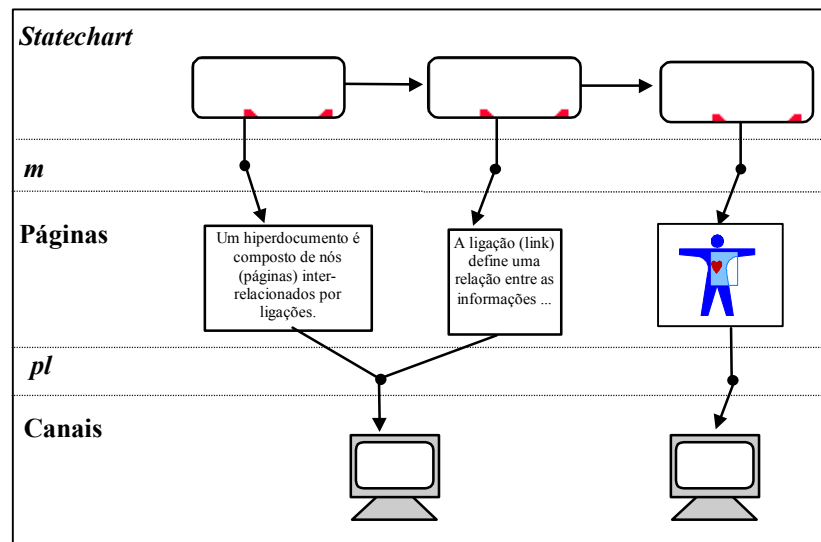 Statechart
m
Páginas
Um hiperdocumento é
composto de nós
(páginas) inter-
relacionados por
ligações.
A ligação (link)
define uma
relação entre as
informações ...
pl
Canais